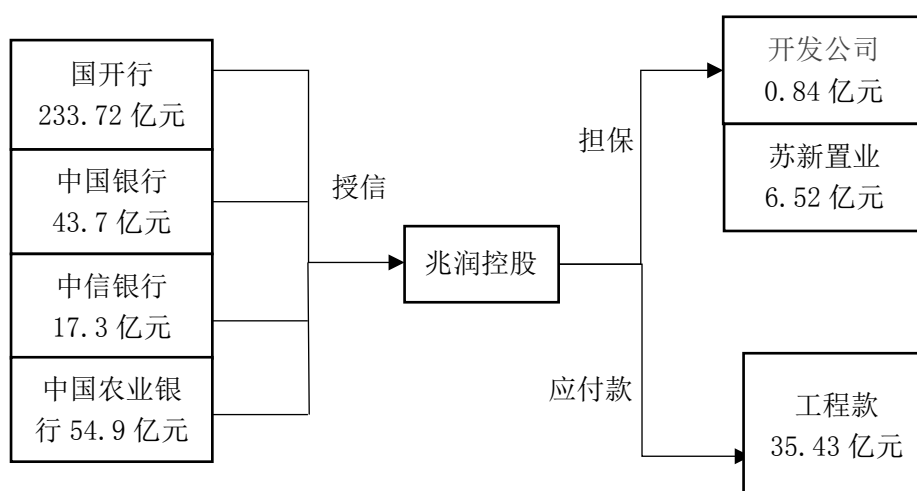 国开行
233.72 亿元
中国银行
43.7 亿元
中信银行
17.3 亿元
中国农业银
行 54.9 亿元
授信
兆润控股
担保
开发公司
0.84 亿元
苏新置业
6.52 亿元
应付款
工程款
35.43 亿元